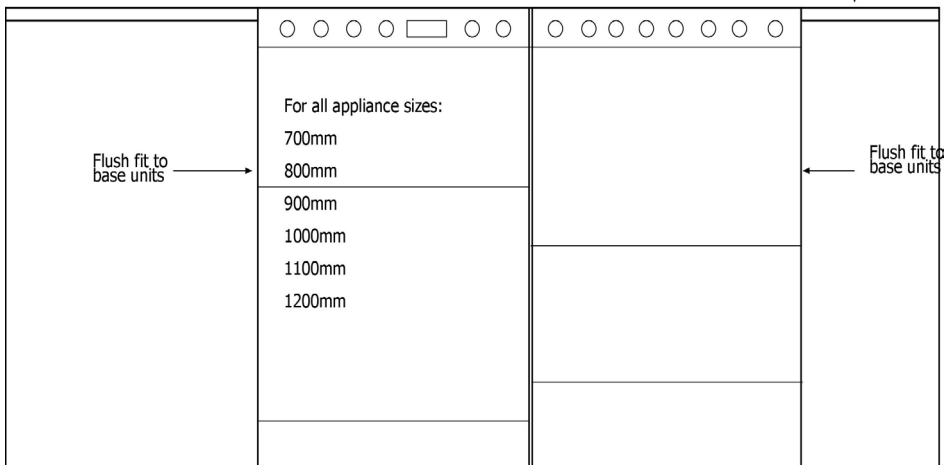 For all appliance sizes:
700mm
Flush fit to
base units
800mm
Flush fit to
base units
900mm
1000mm
1100mm
1200mm